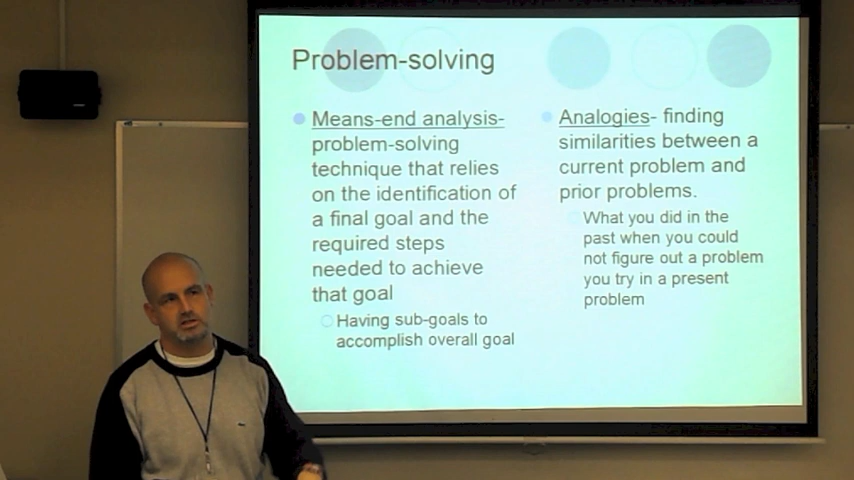 Problem-solving
Means-end analysis-
problem-solving
technique that relies
on the identification of
a final goal and the
required steps
needed to achieve
that goal
Having sub-goals to
accomplish overall goal
Analogies- finding
similarities between a
current problem and
prior problems.
What you did in the
past when you could
not figure out a problem
you try in a present
problem